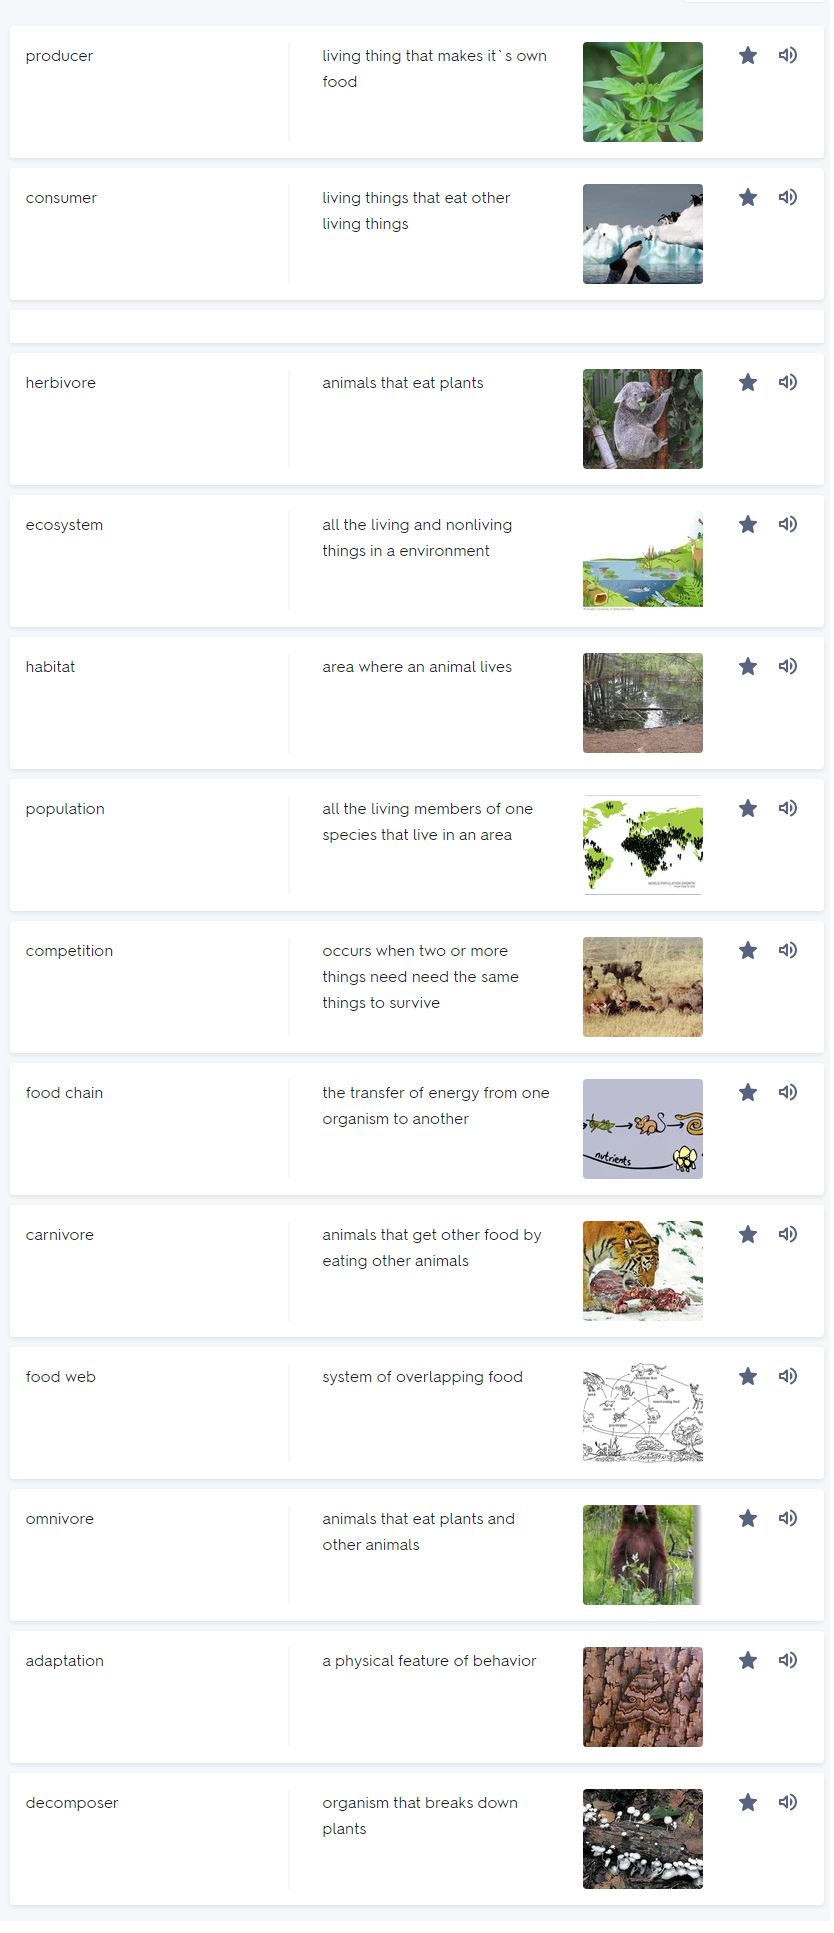 producer
living thing that makes it`s own
food
consumer
living things that eat other
living things
herbivore
animals that eat plants
ecosystem
all the living and nonliving
things in a environment
habitat
area where an animal lives
population
all the living members of one
species that live in an area
competition
occurs when two or more
things need need the same
things to survive
food chain
the transfer of energy from one
organism to another
nutrients
carnivore
animals that get other food by
eating other animals
food web
system of overlapping food
omnivore
animals that eat plants and
other animals
adaptation
a physical feature of behavior
decomposer
organism that breaks down
plants